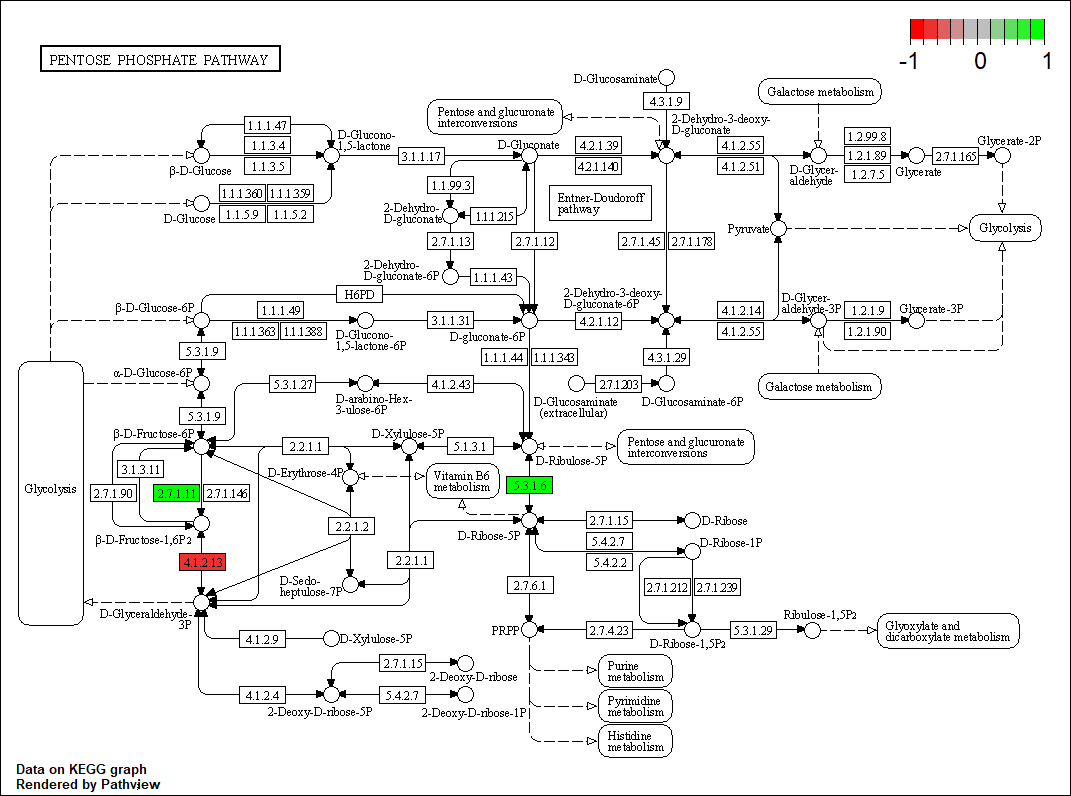 PENTOSE PHOSPHATE PATHWAY
-1 0 1
D-Glucosaminate
4.3.1.9
Galactose metabolism
Pentose and glucuronate
interconversions
2-Dehydro-3-deoxy-
D-gluconate
1.1.1.47
1.1.3.4
1.1.3.5
D-Glucono-
1,5-lactone
β-D-Glucose
3.1.1.17
D-Gluconate
4.2.1.39
4.2.1.140
4.1.2.55
4.1.2.51
D-Glycer-
aldehyde
1.2.99.8
1.2.1.89
1.2.7.5
Glycerate
2.7.1.165
Glycerate-2P
1.1.1.360 1.1.1.359
1.1.5.9 1.1.5.2
D-Glucose
1.1.99.3
2-Dehydro-
D-gluconate
1.1.1.215
Entner-Doudoroff
pathway
Pyruvate
Glycolysis
2.7.1.13
2.7.1.12
2.7.1.45 2.7.1.178
2-Dehydro-
D-gluconate-6P
1.1.1.43
H6PD
β-D-Glucose-6P
1.1.1.49
1.1.1.363 1.1.1.388
D-Glucono-
1,5-lactone-6P
3.1.1.31
D-gluconate-6P
2-Dehydro-3-deoxy-
D-gluconate-6P
4.2.1.12
4.1.2.14
4.1.2.55
D-Glycer-
aldehyde-3P
1.2.1.9
1.2.1.90
Glycerate-3P
5.3.1.9
1.1.1.44 1.1.1.343
4.3.1.29
α-D-Glucose-6P
5.3.1.27
D-arabino-Hex-
3-ulose-6P
4.1.2.43
D-Glucosaminate
(extracellular)
2.7.1.203
D-Glucosaminate-6P
Galactose metabolism
5.3.1.9
β-D-Fructose-6P
2.2.1.1
D-Xylulose-5P
5.1.3.1
D-Ribulose-5P
Pentose and glucuronate
interconversions
3.1.3.11
D-Erythrose-4P
Vitamin B6
metabolism
Glycolysis
2.7.1.90
2.7.1.11
2.7.1.146
5.3.1.6
2.2.1.2
β-D-Fructose-1,6P2
D-Ribose-5P
2.7.1.15
D-Ribose
5.4.2.7
5.4.2.2
D-Ribose-1P
4.1.2.13
2.2.1.1
D-Sedo-
heptulose-7P
2.7.6.1
2.7.1.212 2.7.1.239
D-Glyceraldehyde-
3P
4.1.2.9
D-Xylulose-5P
PRPP
2.7.4.23
D-Ribose-1,5P2
5.3.1.29
Ribulose-1,5P2
Glyoxylate and
dicarboxylate metabolism
2.7.1.15
2-Deoxy-D-ribose
Purine
metabolism
4.1.2.4
2-Deoxy-D-ribose-5P
5.4.2.7
2-Deoxy-D-ribose-1P
Pyrimidine
metabolism
Histidine
metabolism
Data on KEGG graph
Rendered by Pathview